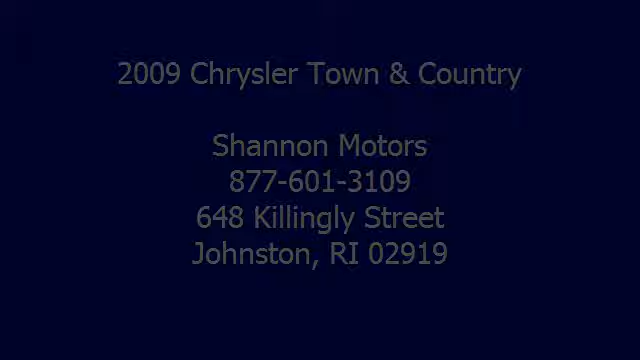 2009 Chrysler Town & Country
Shannon Motors
877-601-3109
648 Killingly Street
Johnston, RI 02919